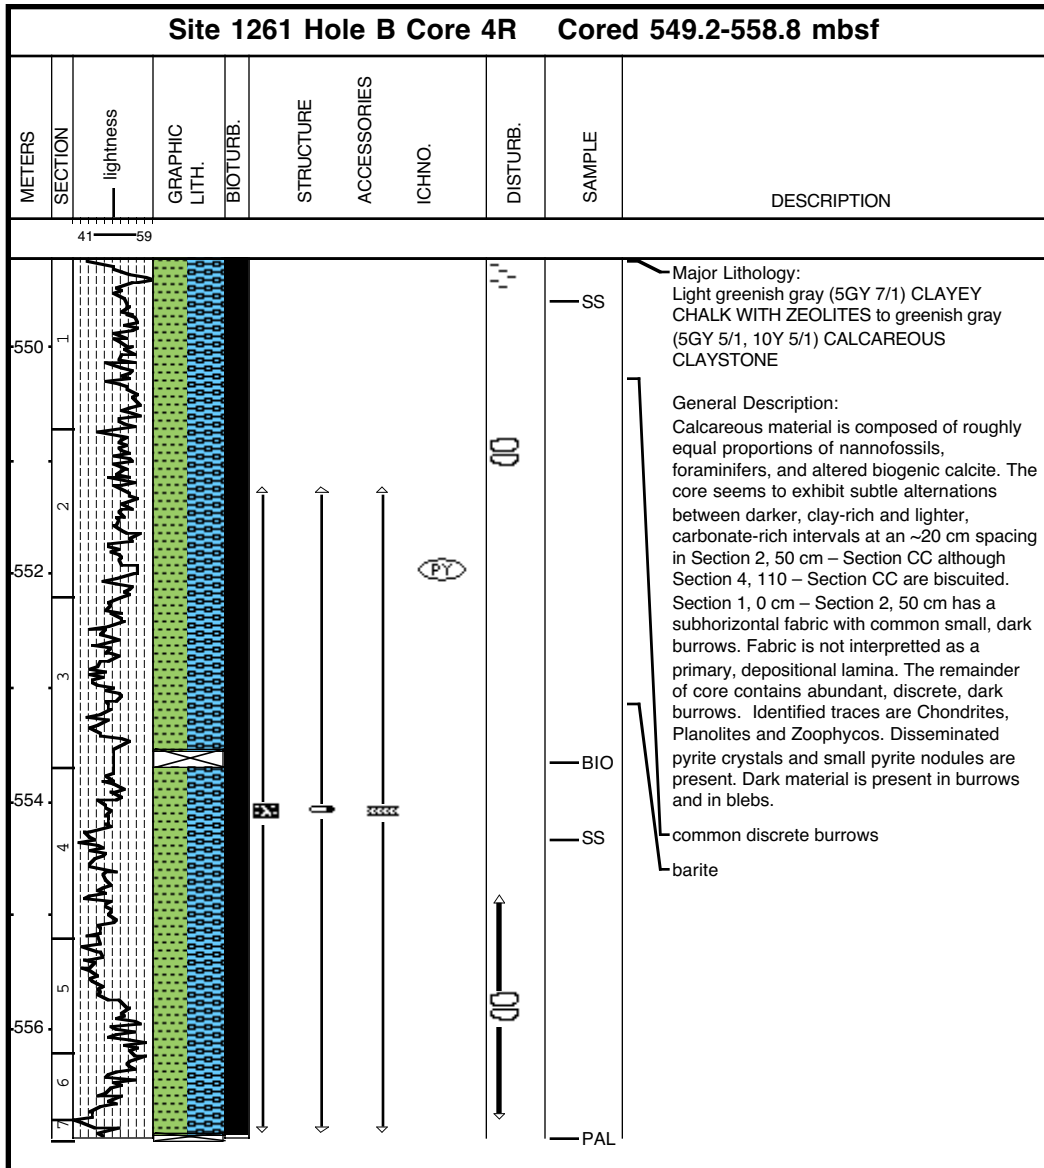 Site 1261 Hole B Core 4R Cored 549.2-558.8 mbsf
METERS
SECTION
lightness
GRAPHIC
LITH.
BIOTURB.
STRUCTURE
ACCESSORIES
ICHNO.
DISTURB.
SAMPLE
DESCRIPTION
41
59
550
552
554
556
1
2
3
4
5
6
7
PY
SS
BIO
SS
PAL
Major Lithology:
Light greenish gray (5GY 7/1) CLAYEY
CHALK WITH ZEOLITES to greenish gray
(5GY 5/1, 10Y 5/1) CALCAREOUS
CLAYSTONE
General Description:
Calcareous material is composed of roughly
equal proportions of nannofossils,
foraminifers, and altered biogenic calcite. The
core seems to exhibit subtle alternations
between darker, clay-rich and lighter,
carbonate-rich intervals at an ~20 cm spacing
in Section 2, 50 cm – Section CC although
Section 4, 110 – Section CC are biscuited.
Section 1, 0 cm – Section 2, 50 cm has a
subhorizontal fabric with common small, dark
burrows. Fabric is not interpretted as a
primary, depositional lamina. The remainder
of core contains abundant, discrete, dark
burrows. Identified traces are Chondrites,
Planolites and Zoophycos. Disseminated
pyrite crystals and small pyrite nodules are
present. Dark material is present in burrows
and in blebs.
common discrete burrows
barite